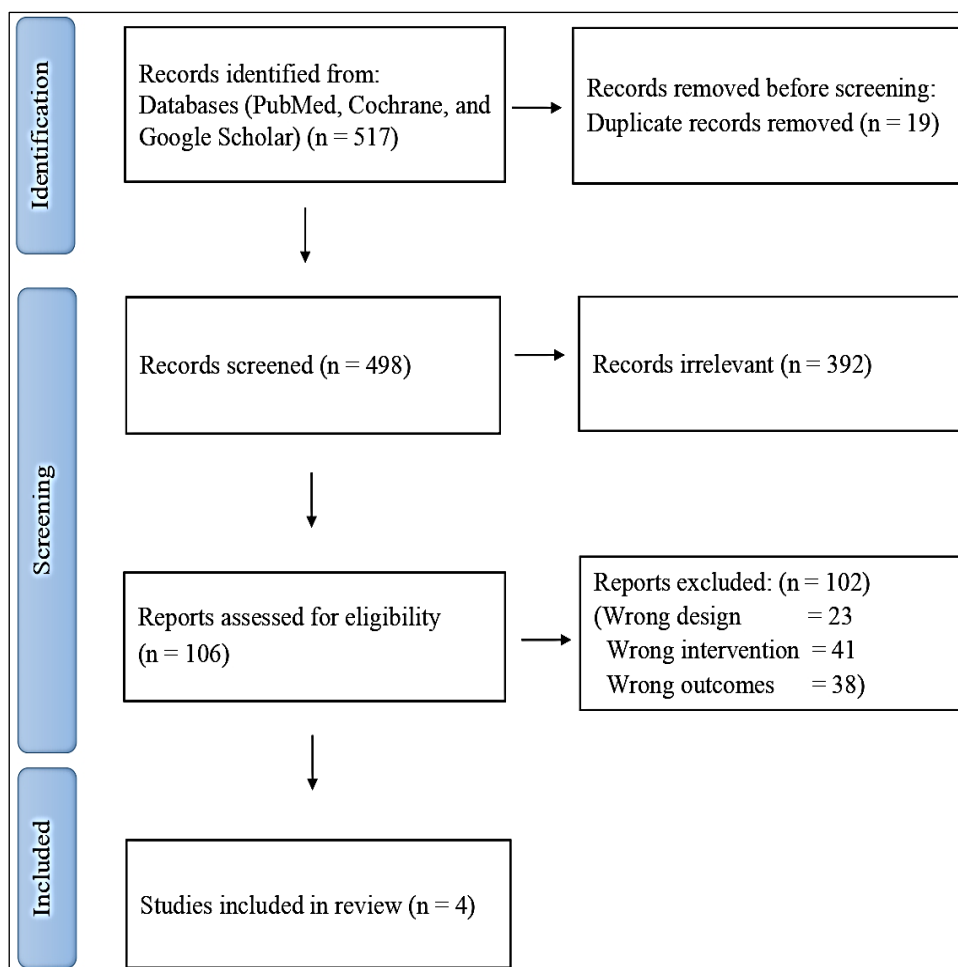 Identification
Records identified from:
Databases (PubMed, Cochrane, and
Google Scholar) (n = 517)
Records removed before screening:
Duplicate records removed (n = 19)
Screening
Records screened (n = 498)
Records irrelevant (n = 392)
Reports assessed for eligibility
(n = 106)
Reports excluded: (n = 102)
(Wrong design = 23
Wrong intervention = 41
Wrong outcomes = 38)
Included
Studies included in review (n = 4)